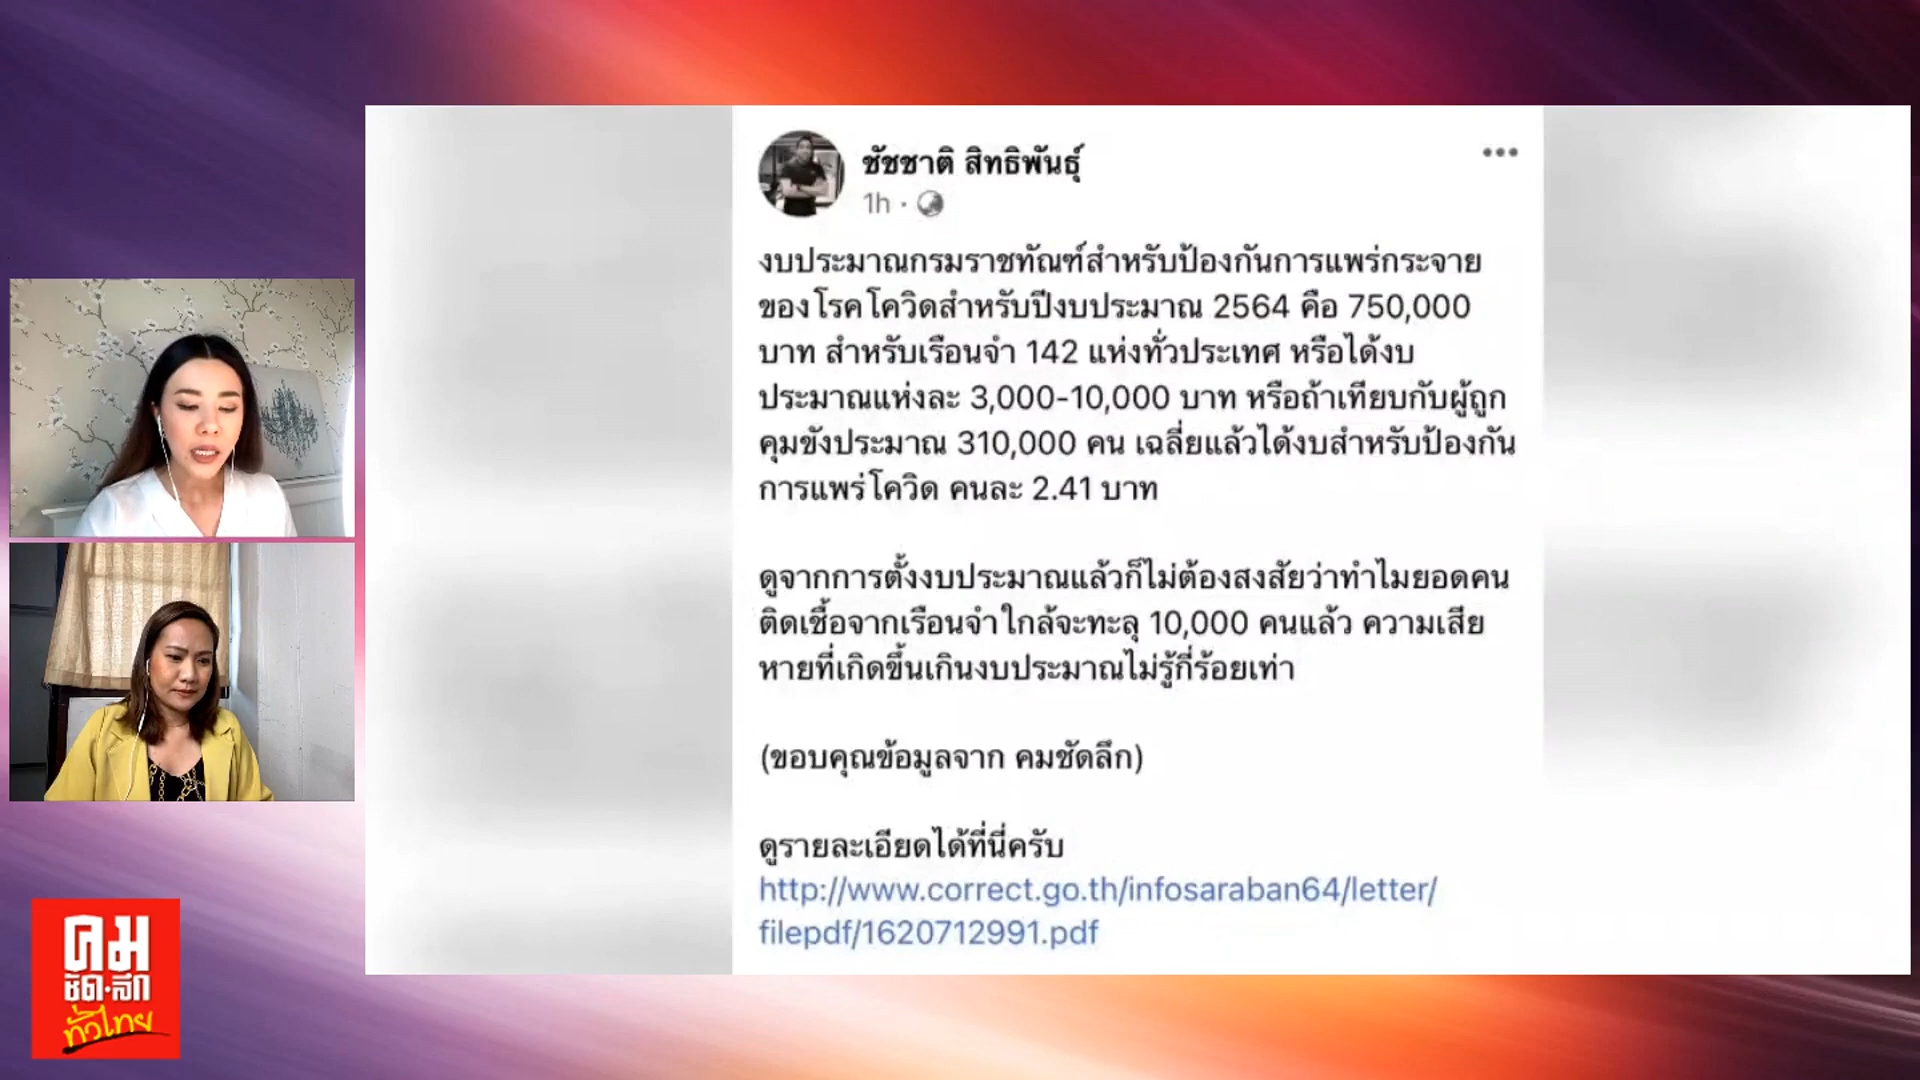 ชัชชาติ สิทธิพันธุ์
1h ·
งบประมาณกรมราชทัณฑ์สำหรับป้องกันการแพร่กระจาย
ของโรคโควิดสำหรับปีงบประมาณ 2564 คือ 750,000
บาท สำหรับเรือนจำ 142 แห่งทั่วประเทศ หรือได้งบ
ประมาณแห่งละ 3,000-10,000 บาท หรือถ้าเทียบกับผู้ถูก
คุมขังประมาณ 310,000 คน เฉลี่ยแล้วได้งบสำหรับป้องกัน
การแพร่โควิด คนละ 2.41 บาท
ดูจากการตั้งงบประมาณแล้วก็ไม่ต้องสงสัยว่าทำไมยอดคน
ติดเชื้อจากเรือนจำใกล้จะทะลุ 10,000 คนแล้ว ความเสีย
หายที่เกิดขึ้นเกินงบประมาณไม่รู้กี่ร้อยเท่า
(ขอบคุณข้อมูลจาก คมชัดลึก)
ดูรายละเอียดได้ที่นี่ครับ
http://www.correct.go.th/infosaraban64/letter/
filepdf/1620712991.pdf
คม
ชัด•ลึก
ทั่วไทย